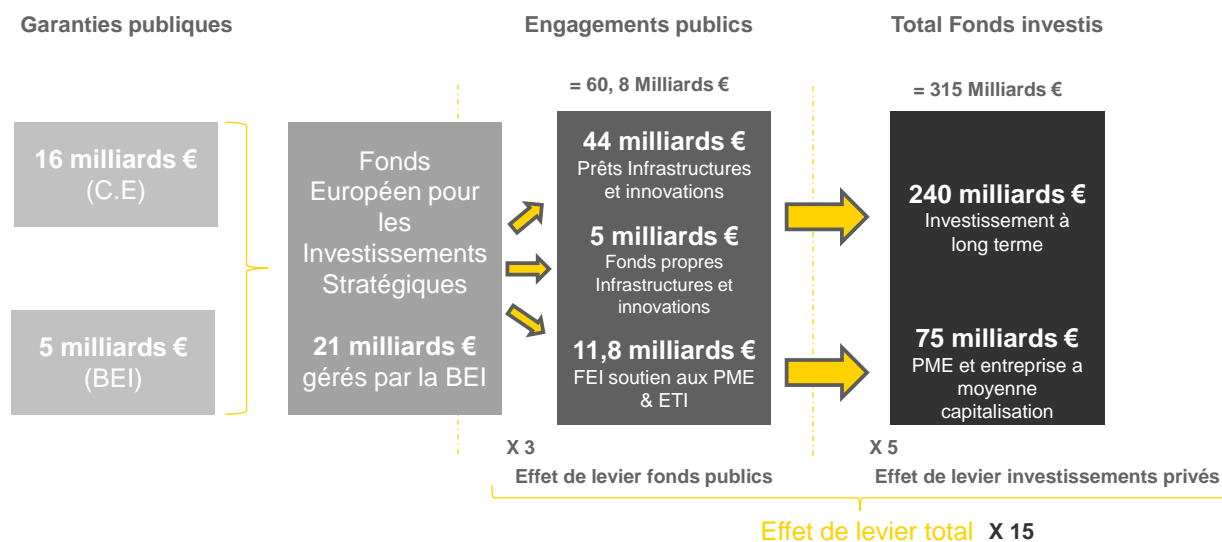 Garanties publiques
Engagements publics
Total Fonds investis
= 60, 8 Milliards €
= 315 Milliards €
16 milliards €
(C.E)
5 milliards €
(BEI)
Fonds
Européen pour
les
Investissements
Stratégiques
21 milliards €
gérés par la BEI
44 milliards €
Prêts Infrastructures
et innovations
5 milliards €
Fonds propres
Infrastructures et
innovations
11,8 milliards €
FEI soutien aux PME
& ETI
240 milliards €
Investissement à
long terme
75 milliards €
PME et entreprise a
moyenne
capitalisation
X 3
Effet de levier fonds publics
X 5
Effet de levier investissements privés
Effet de levier total X 15